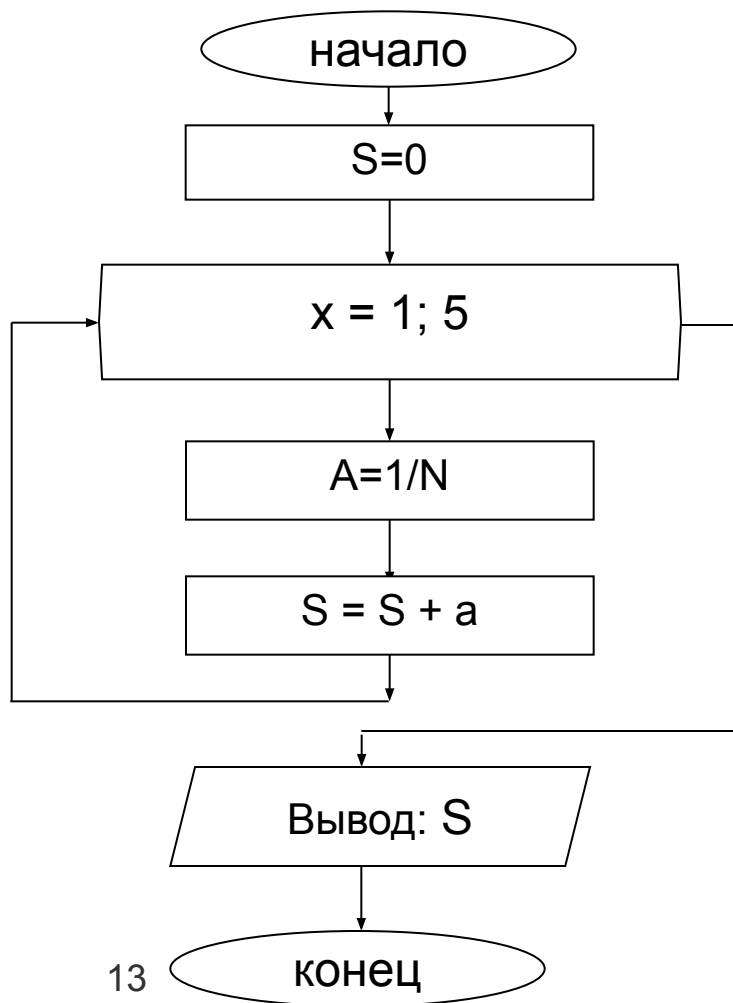 начало
S=0
x = 1; 5
A=1/N
S = S + a
Вывод: S
13
конец